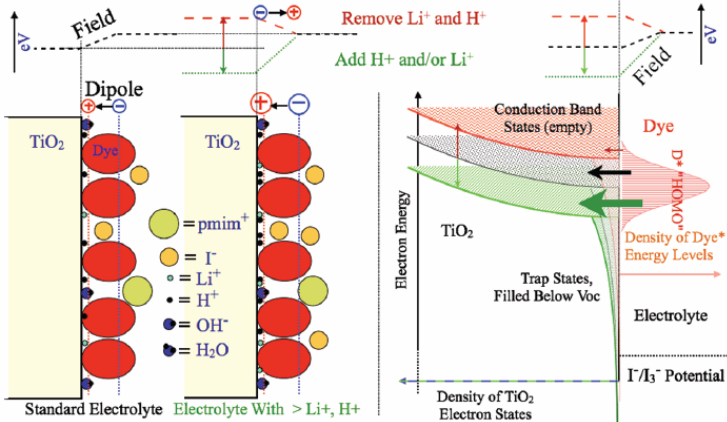 eV
Field
⊖→⊕
Remove Li⁺ and H⁺
Add H+ and/or Li⁺
Dipole
⊕←⊖
⊕←⊖
TiO₂
Dye
TiO₂
= pmim⁺
= I⁻
= Li⁺
= H⁺
= OH⁻
= H₂O
Standard Electrolyte
Electrolyte With > Li+, H+
eV
Field
Conduction Band
States (empty)
Dye
D* "HOMO"
Electron Energy
TiO₂
Density of Dye*
Energy Levels
Trap States,
Filled Below Voc
Electrolyte
I⁻/I₃⁻ Potential
Density of TiO₂
Electron States